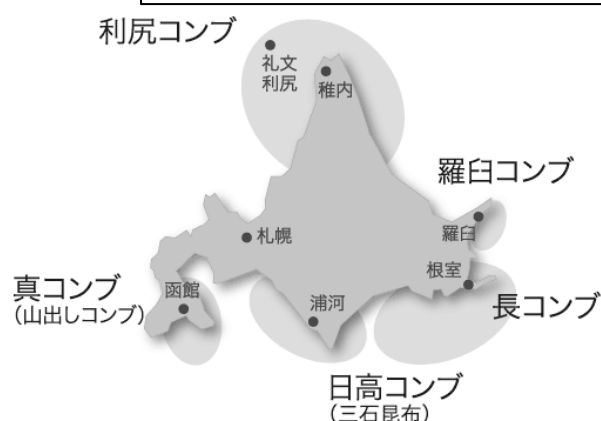 利尻コンブ
礼文
利尻
稚内
羅臼コンブ
羅臼
札幌
根室
真コンブ
(山出しコンブ)
函館
浦河
長コンブ
日高コンブ
(三石昆布)